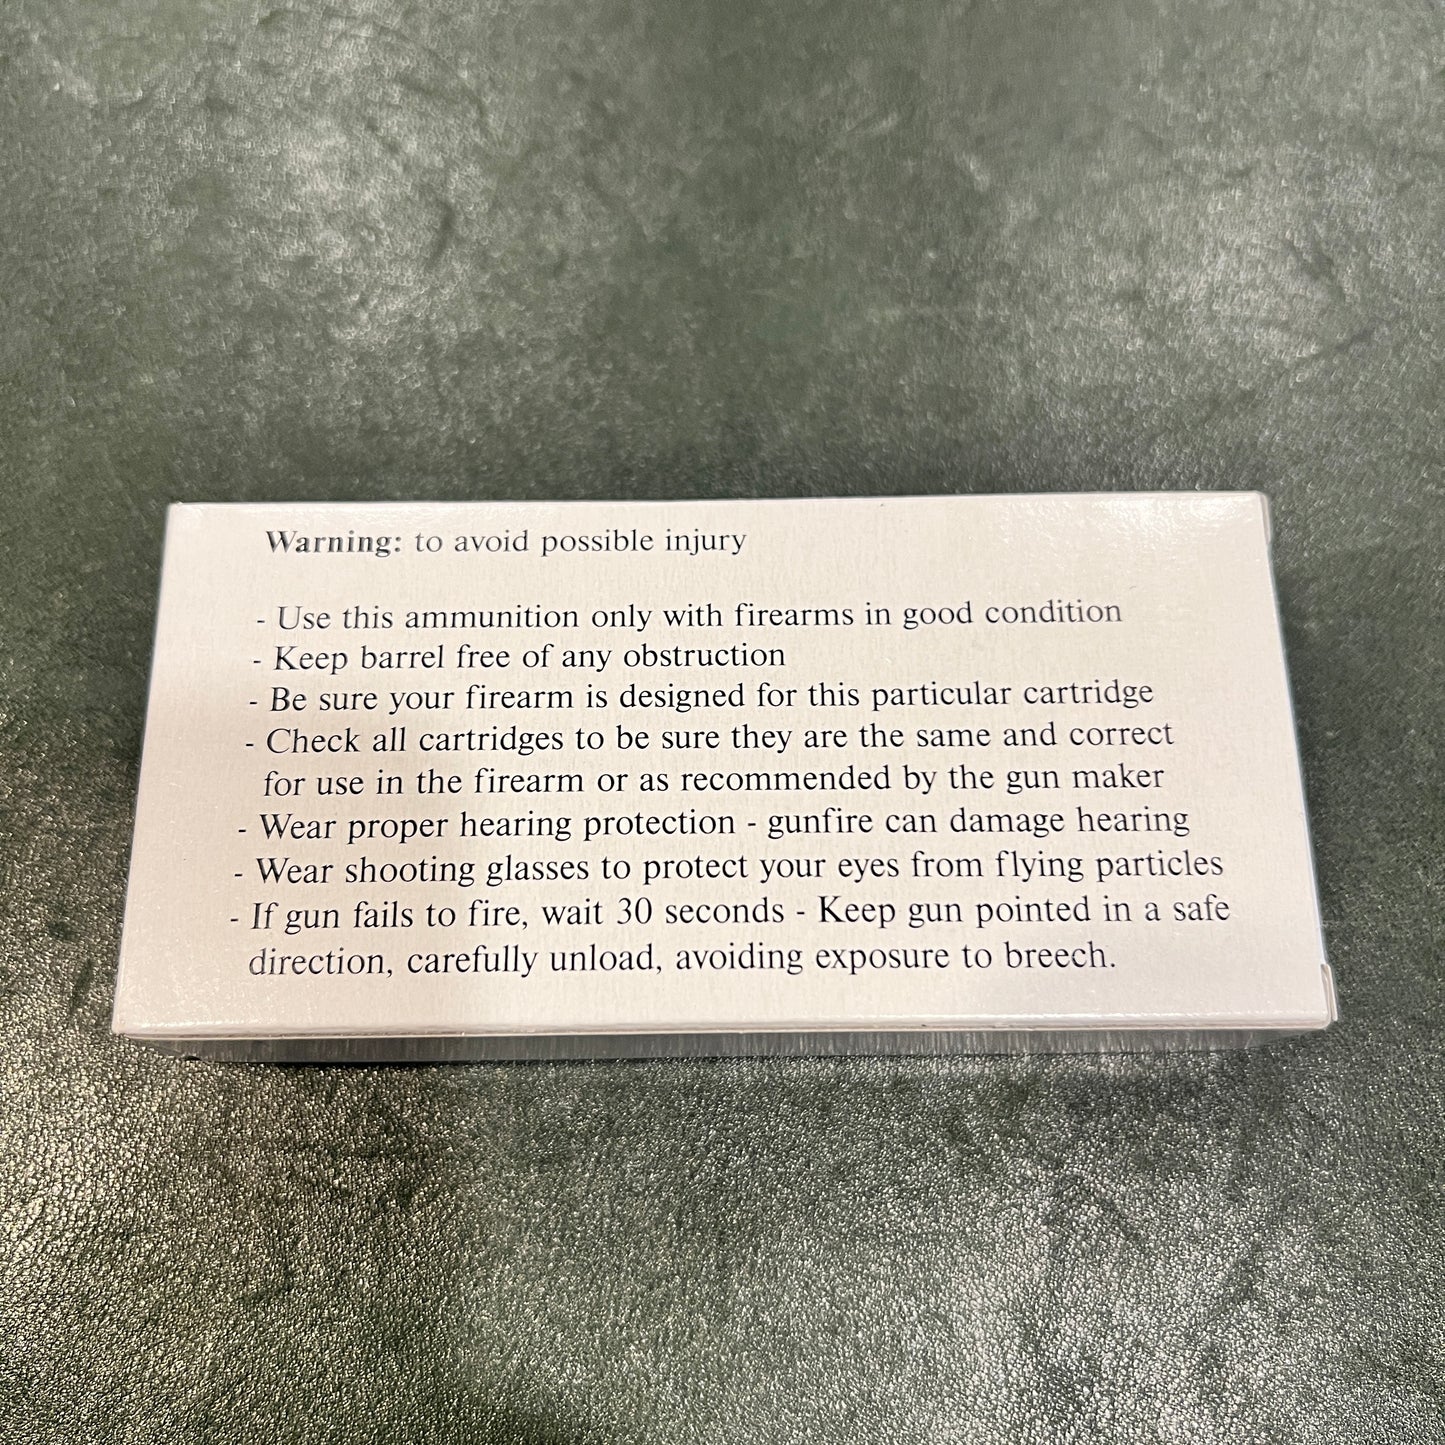 Warning: to avoid possible injury
- Use this ammunition only with firearms in good condition
- Keep barrel free of any obstruction
- Be sure your firearm is designed for this particular cartridge
- Check all cartridges to be sure they are the same and correct
for use in the firearm or as recommended by the gun maker
- Wear proper hearing protection - gunfire can damage hearing
- Wear shooting glasses to protect your eyes from flying particles
- If gun fails to fire, wait 30 seconds - Keep gun pointed in a safe
direction, carefully unload, avoiding exposure to breech.